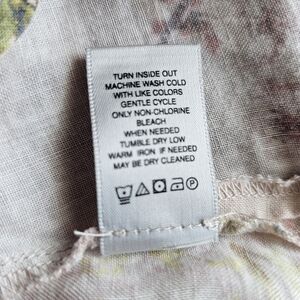 TURN INSIDE OUT
MACHINE WASH COLD
WITH LIKE COLORS
GENTLE CYCLE
ONLY NON-CHLORINE
BLEACH
WHEN NEEDED
TUMBLE DRY LOW
WARM IRON IF NEEDED
MAY BE DRY CLEANED
P